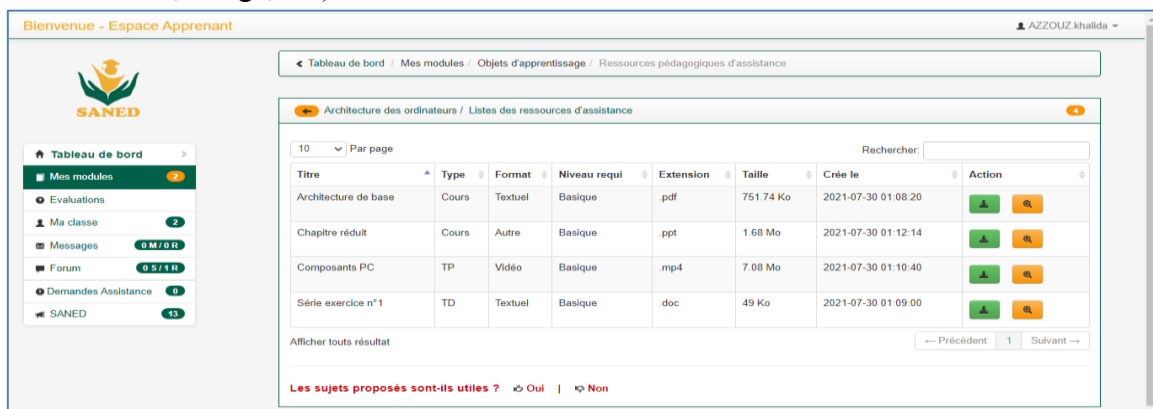 Bienvenue - Espace Apprenant
AZZOUZ.khalida
SANED
Tableau de bord
Mes modules 2
Evaluations
Ma classe 2
Messages 0 M / 0 R
Forum 0 S / 1 R
Demandes Assistance 0
SANED 13
Tableau de bord / Mes modules / Objets d'apprentissage / Ressources pédagogiques d'assistance
Architecture des ordinateurs / Listes des ressources d'assistance 4
10 Par page Rechercher:
Titre Type Format Niveau requi Extension Taille Crée le Action
Architecture de base Cours Textuel Basique .pdf 751.74 Ko 2021-07-30 01:08:20
Chapitre réduit Cours Autre Basique .ppt 1.68 Mo 2021-07-30 01:12:14
Composants PC TP Vidéo Basique .mp4 7.08 Mo 2021-07-30 01:10:40
Série exercice n°1 TD Textuel Basique .doc 49 Ko 2021-07-30 01:09:00
Afficher touts résultat ← Précédent 1 Suivant →
Les sujets proposés sont-ils utiles ? Oui | Non